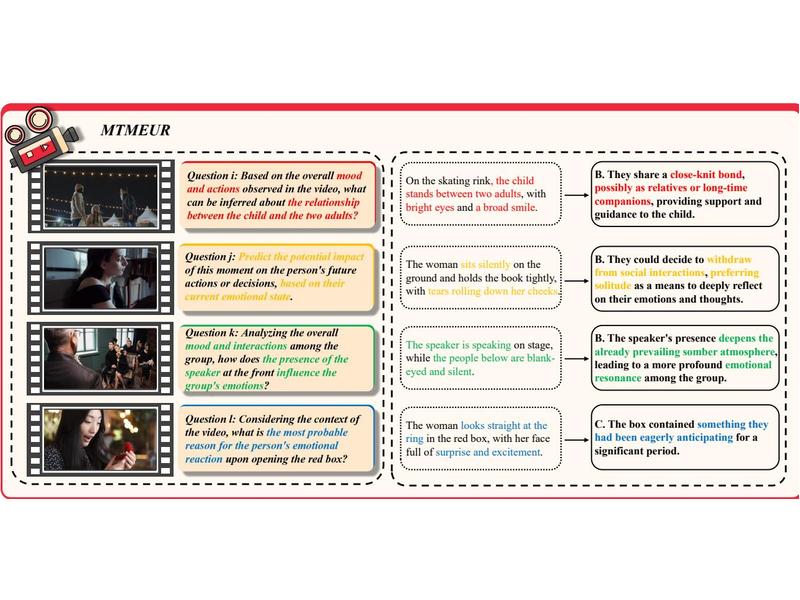 MTMEUR
Question i: Based on the overall mood
and actions observed in the video, what
can be inferred about the relationship
between the child and the two adults?
On the skating rink, the child
stands between two adults, with
bright eyes and a broad smile.
B. They share a close-knit bond,
possibly as relatives or long-time
companions, providing support and
guidance to the child.
Question j: Predict the potential impact
of this moment on the person's future
actions or decisions, based on their
current emotional state.
The woman sits silently on the
ground and holds the book tightly,
with tears rolling down her cheeks.
B. They could decide to withdraw
from social interactions, preferring
solitude as a means to deeply reflect
on their emotions and thoughts.
Question k: Analyzing the overall
mood and interactions among the
group, how does the presence of the
speaker at the front influence the
group's emotions?
The speaker is speaking on stage,
while the people below are blank-
eyed and silent.
B. The speaker's presence deepens the
already prevailing somber atmosphere,
leading to a more profound emotional
resonance among the group.
Question l: Considering the context of
the video, what is the most probable
reason for the person's emotional
reaction upon opening the red box?
The woman looks straight at the
ring in the red box, with her face
full of surprise and excitement.
C. The box contained something they
had been eagerly anticipating for a
significant period.